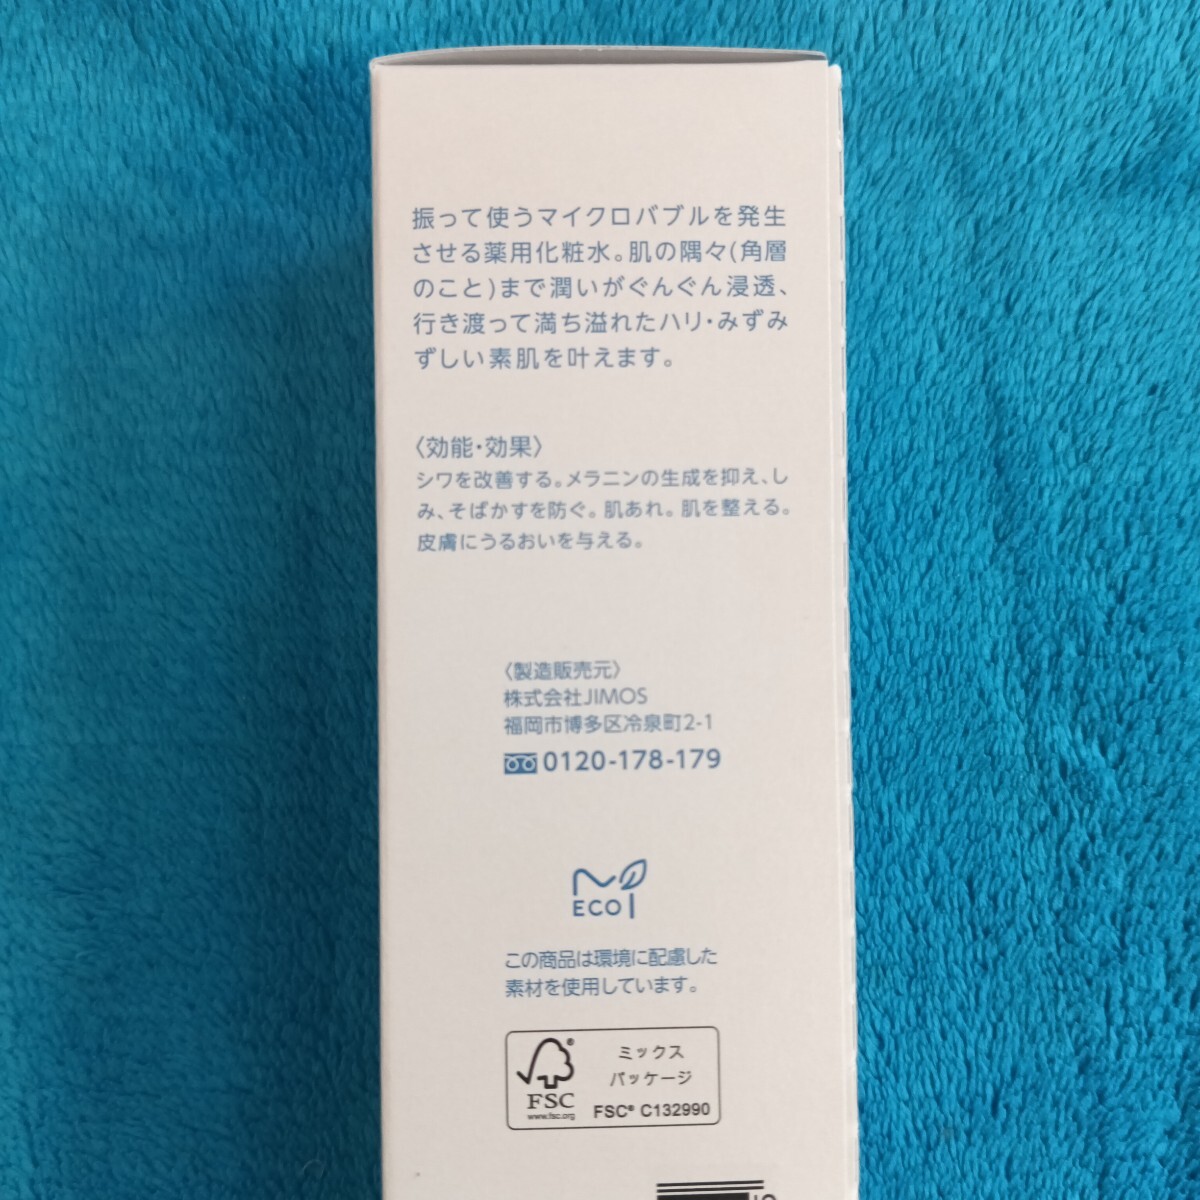 振って使うマイクロバブルを発生
させる薬用化粧水。肌の隅々(角層
のこと)まで潤いがぐんぐん浸透、
行き渡って満ち溢れたハリ・みずみ
ずしい素肌を叶えます。
〈効能・効果〉
シワを改善する。メラニンの生成を抑え、し
み、そばかすを防ぐ。肌あれ。肌を整える。
皮膚にうるおいを与える。
〈製造販売元〉
株式会社JIMOS
福岡市博多区冷泉町2-1
0120-178-179
ECO
この商品は環境に配慮した
素材を使用しています。
FSC
www.fsc.org
ミックス
パッケージ
FSC® C132990